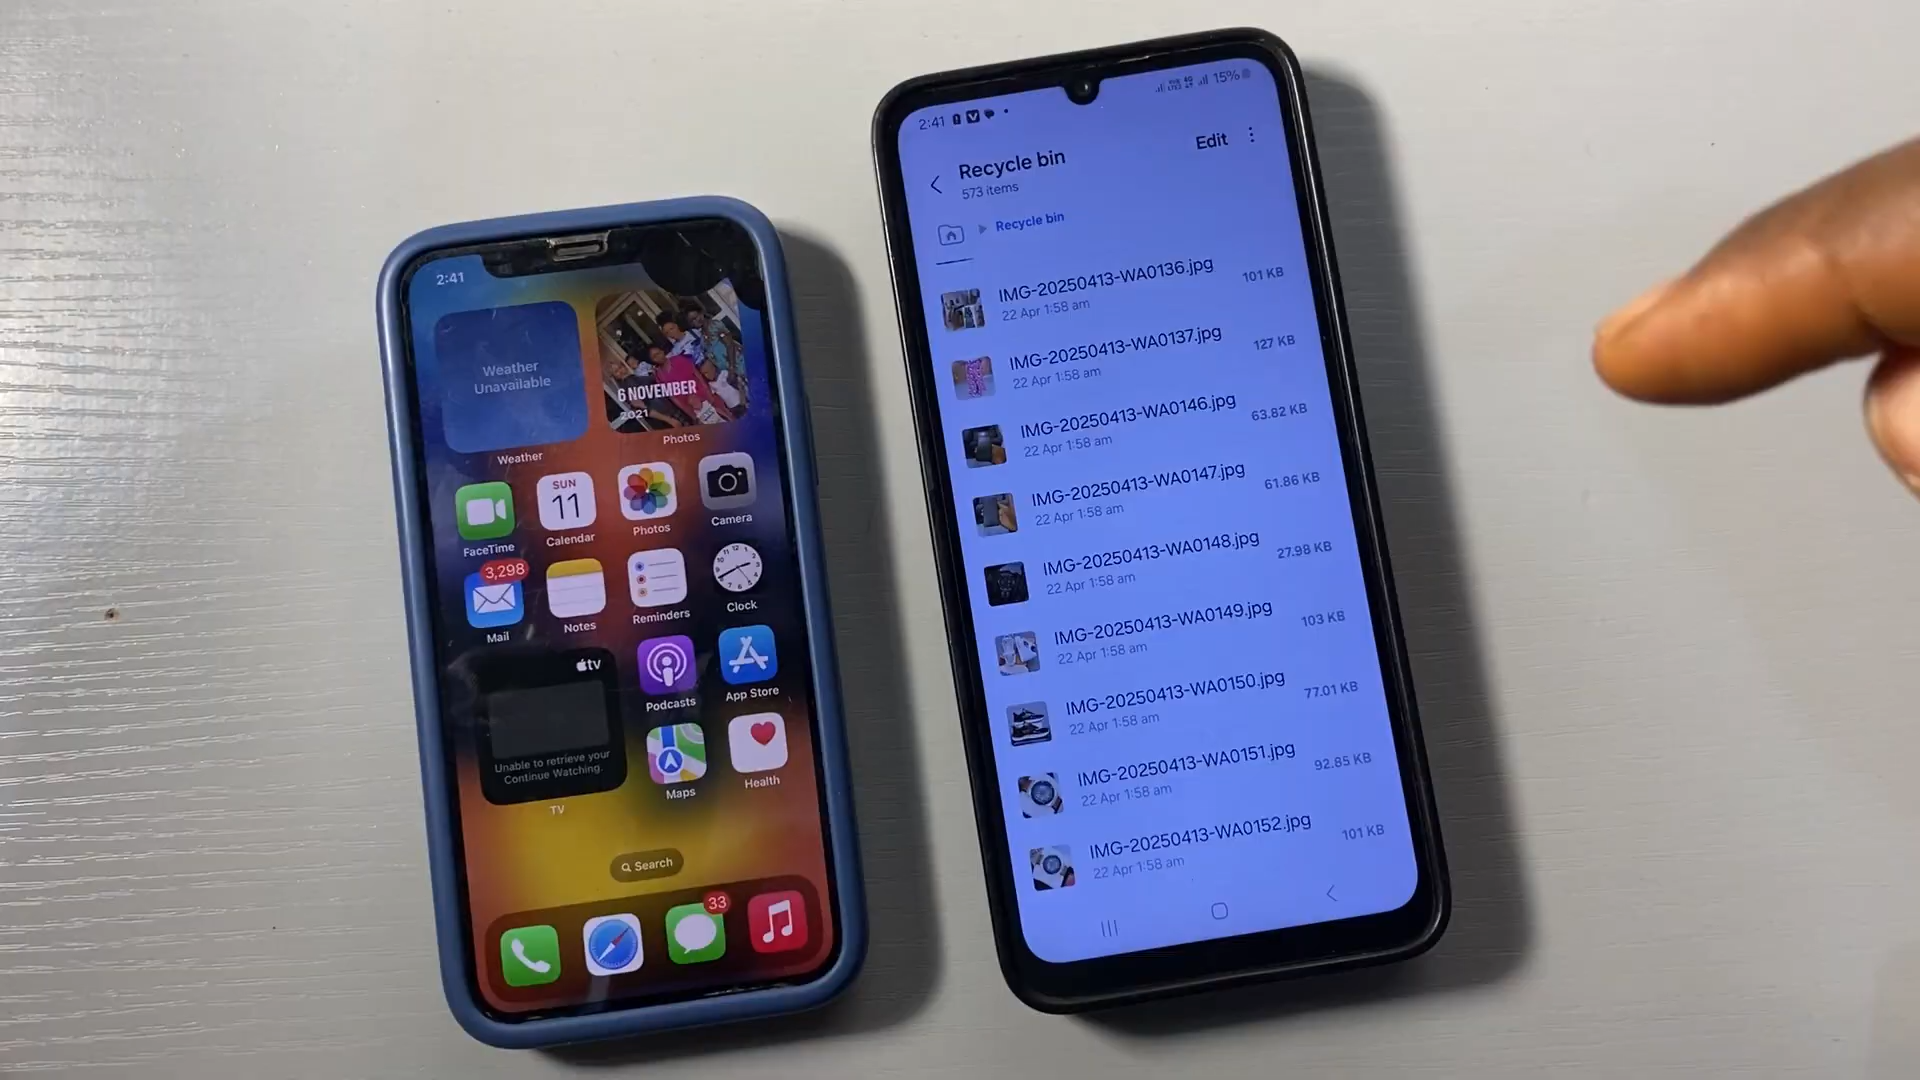 2:41
Weather
Unavailable
Weather
6 NOVEMBER
2021
Photos
SUN
11
FaceTime
Calendar
Photos
Camera
3,298
Mail
Notes
Reminders
Clock
tv
Unable to retrieve your
Continue Watching.
TV
Podcasts
App Store
Maps
Health
Search
33
2:41
15%
Recycle bin
573 items
Edit
Recycle bin
IMG-20250413-WA0136.jpg
22 Apr 1:58 am
101 KB
IMG-20250413-WA0137.jpg
22 Apr 1:58 am
127 KB
IMG-20250413-WA0146.jpg
22 Apr 1:58 am
63.82 KB
IMG-20250413-WA0147.jpg
22 Apr 1:58 am
61.86 KB
IMG-20250413-WA0148.jpg
22 Apr 1:58 am
27.98 KB
IMG-20250413-WA0149.jpg
22 Apr 1:58 am
103 KB
IMG-20250413-WA0150.jpg
22 Apr 1:58 am
77.01 KB
IMG-20250413-WA0151.jpg
22 Apr 1:58 am
92.85 KB
IMG-20250413-WA0152.jpg
22 Apr 1:58 am
101 KB